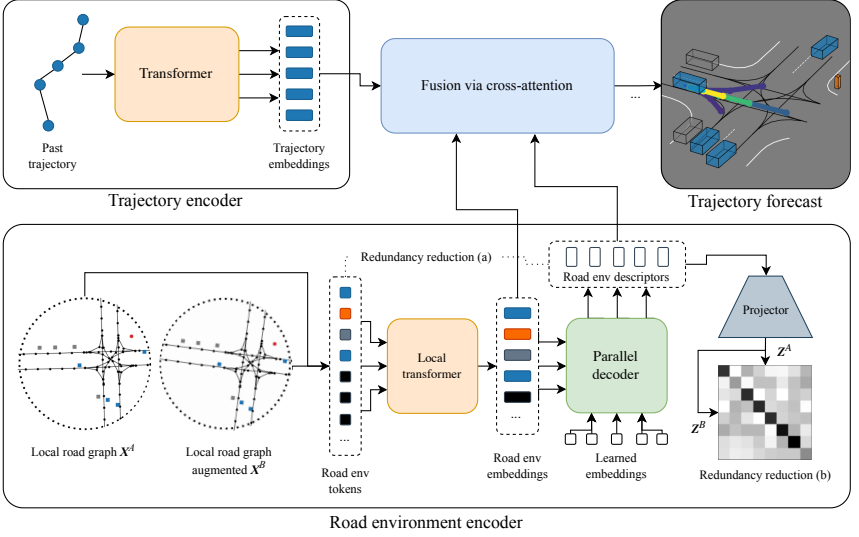 Transformer
Past
trajectory
Trajectory
embeddings
Trajectory encoder
Fusion via cross-attention
...
Trajectory forecast
Redundancy reduction (a)
Road env descriptors
Local road graph X^A
Local road graph
augmented X^B
...
Road env
tokens
Local
transformer
...
Road env
embeddings
Parallel
decoder
Learned
embeddings
Projector
Z^A
Z^B
Redundancy reduction (b)
Road environment encoder